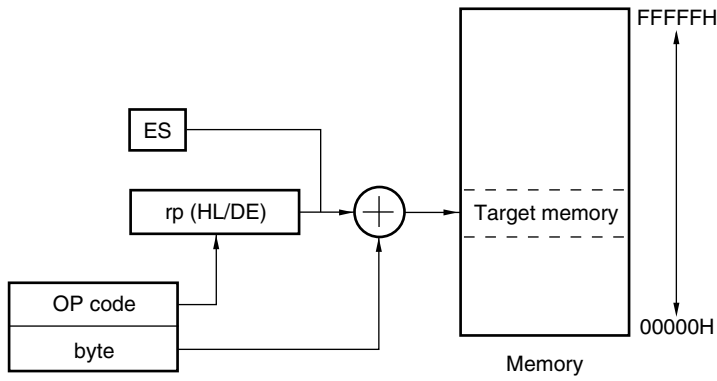 FFFFFH
ES
rp (HL/DE)
Target memory
OP code
byte
00000H
Memory